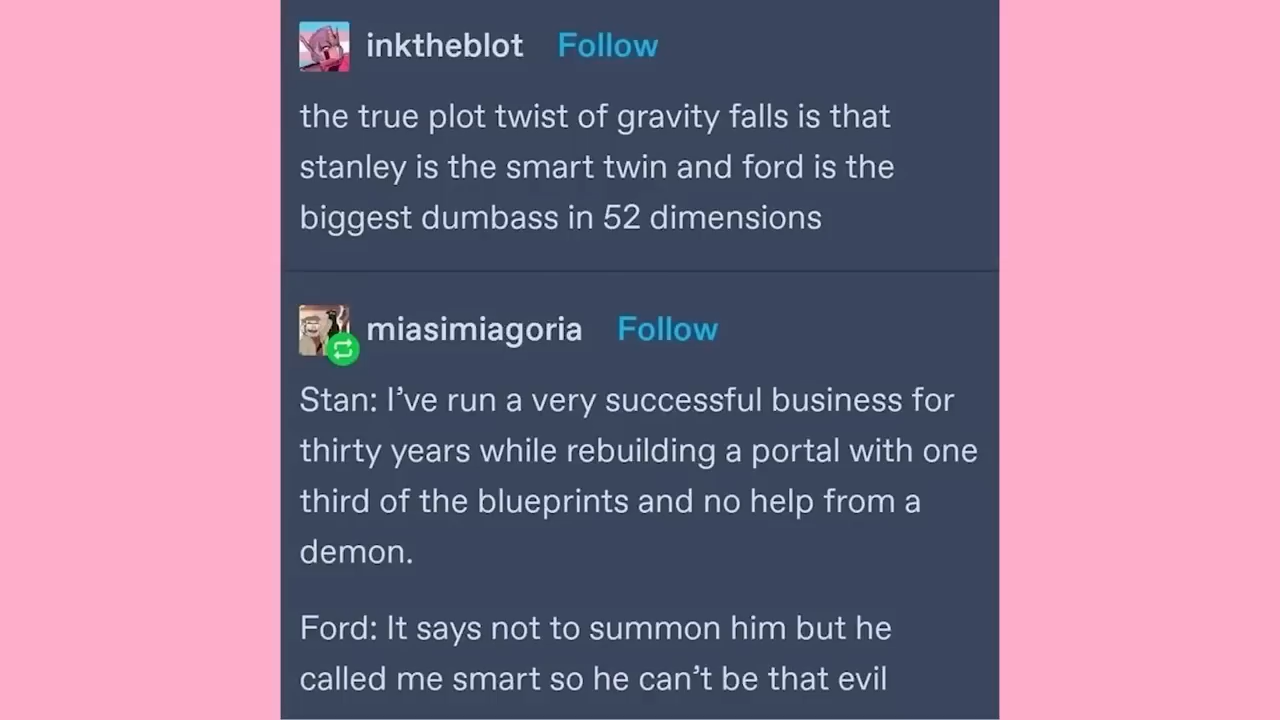 inktheblot Follow
the true plot twist of gravity falls is that
stanley is the smart twin and ford is the
biggest dumbass in 52 dimensions
miasimiagoria Follow
Stan: I’ve run a very successful business for
thirty years while rebuilding a portal with one
third of the blueprints and no help from a
demon.
Ford: It says not to summon him but he
called me smart so he can’t be that evil